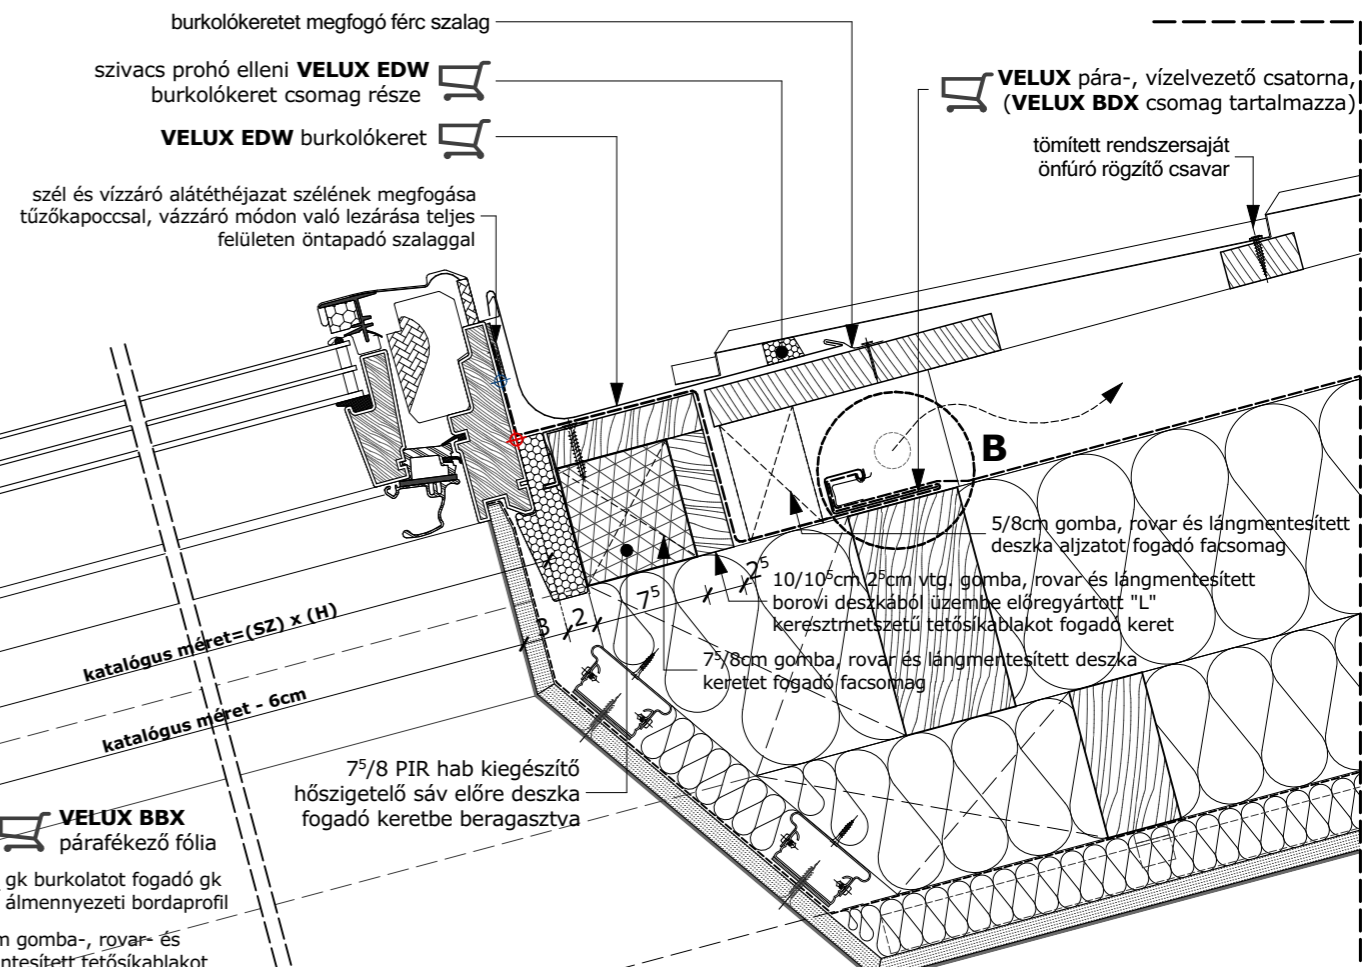 burkolókeretet megfogó férc szalag
szivacs prohó elleni VELUX EDW
burkolókeret csomag része
VELUX EDW burkolókeret
szél és vízzáró alátéthéjazat szélének megfogása
tűzőkapoccsal, vázzáró módon való lezárása teljes
felületen öntapadó szalaggal
VELUX pára-, vízelvezető csatorna,
(VELUX BDX csomag tartalmazza)
tömített rendszersaját
önfúró rögzítő csavar
B
5/8cm gomba, rovar és lángmentesített
deszka aljzatot fogadó facsomag
10/10⁵cm 2⁵cm vtg. gomba, rovar és lángmentesített
borovi deszkából üzembe előregyártott "L"
keresztmetszetű tetősíkablakot fogadó keret
7⁵/8cm gomba, rovar és lángmentesített deszka
keretet fogadó facsomag
3 2 7⁵ 2⁵
katalógus méret=(SZ) x (H)
katalógus méret - 6cm
7⁵/8 PIR hab kiegészítő
hőszigetelő sáv előre deszka
fogadó keretbe beragasztva
VELUX BBX
párafékező fólia
gk burkolatot fogadó gk
álmennyezeti bordaprofil
m gomba-, rovar- és
ntesített tetősíkablakot